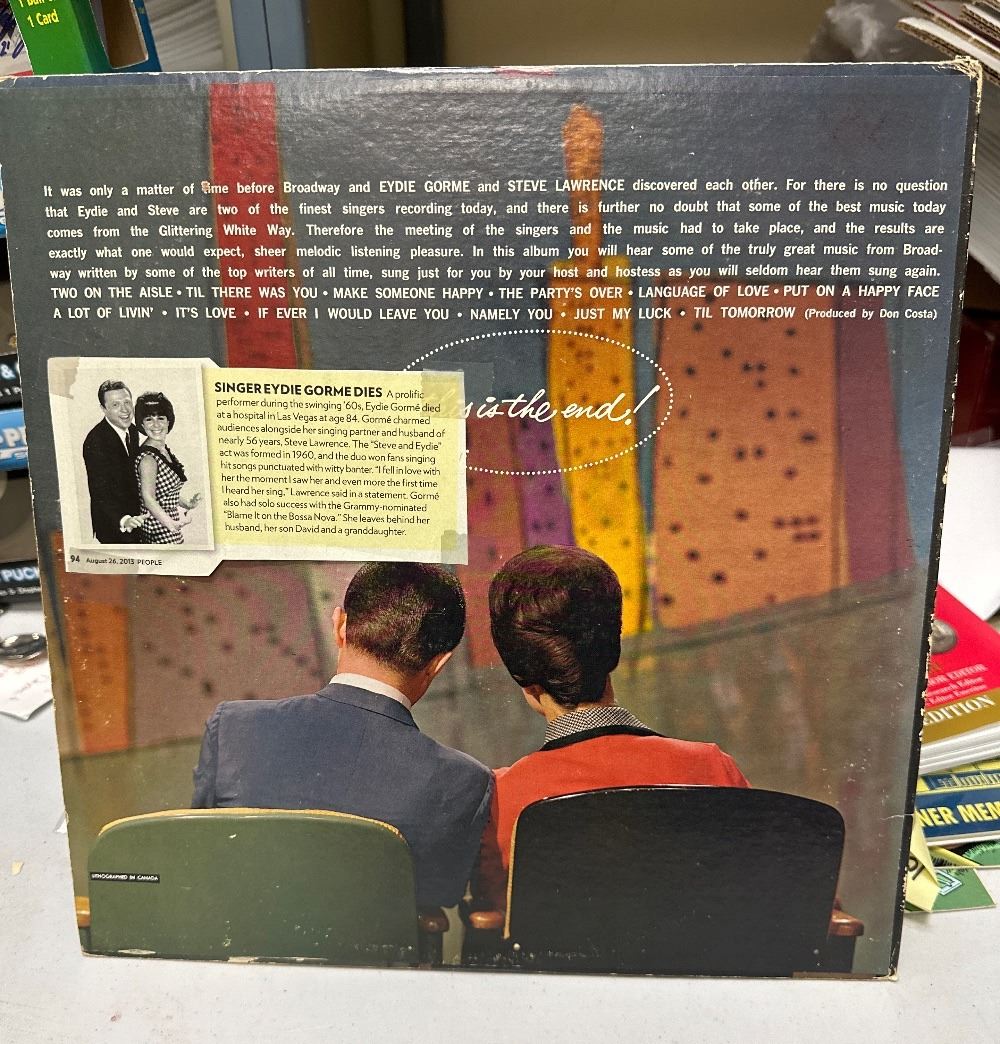 1 Card
It was only a matter of time before Broadway and EYDIE GORME and STEVE LAWRENCE discovered each other. For there is no question
that Eydie and Steve are two of the finest singers recording today, and there is further no doubt that some of the best music today
comes from the Glittering White Way. Therefore the meeting of the singers and the music had to take place, and the results are
exactly what one would expect, sheer melodic listening pleasure. In this album you will hear some of the truly great music from Broad-
way written by some of the top writers of all time, sung just for you by your host and hostess as you will seldom hear them sung again.
TWO ON THE AISLE • TIL THERE WAS YOU • MAKE SOMEONE HAPPY • THE PARTY'S OVER • LANGUAGE OF LOVE • PUT ON A HAPPY FACE
A LOT OF LIVIN' • IT'S LOVE • IF EVER I WOULD LEAVE YOU • NAMELY YOU • JUST MY LUCK • TIL TOMORROW (Produced by Don Costa)
is the end!
SINGER EYDIE GORME DIES A prolific
performer during the swinging '60s, Eydie Gormé died
at a hospital in Las Vegas at age 84. Gormé charmed
audiences alongside her singing partner and husband of
nearly 56 years, Steve Lawrence. The "Steve and Eydie"
act was formed in 1960, and the duo won fans singing
hit songs punctuated with witty banter. "I fell in love with
her the moment I saw her and even more the first time
I heard her sing," Lawrence said in a statement. Gormé
also had solo success with the Grammy-nominated
"Blame It on the Bossa Nova." She leaves behind her
husband, her son David and a granddaughter.
94 August 26, 2013 PEOPLE
LITHOGRAPHED IN CANADA
EDITOR
EDITION